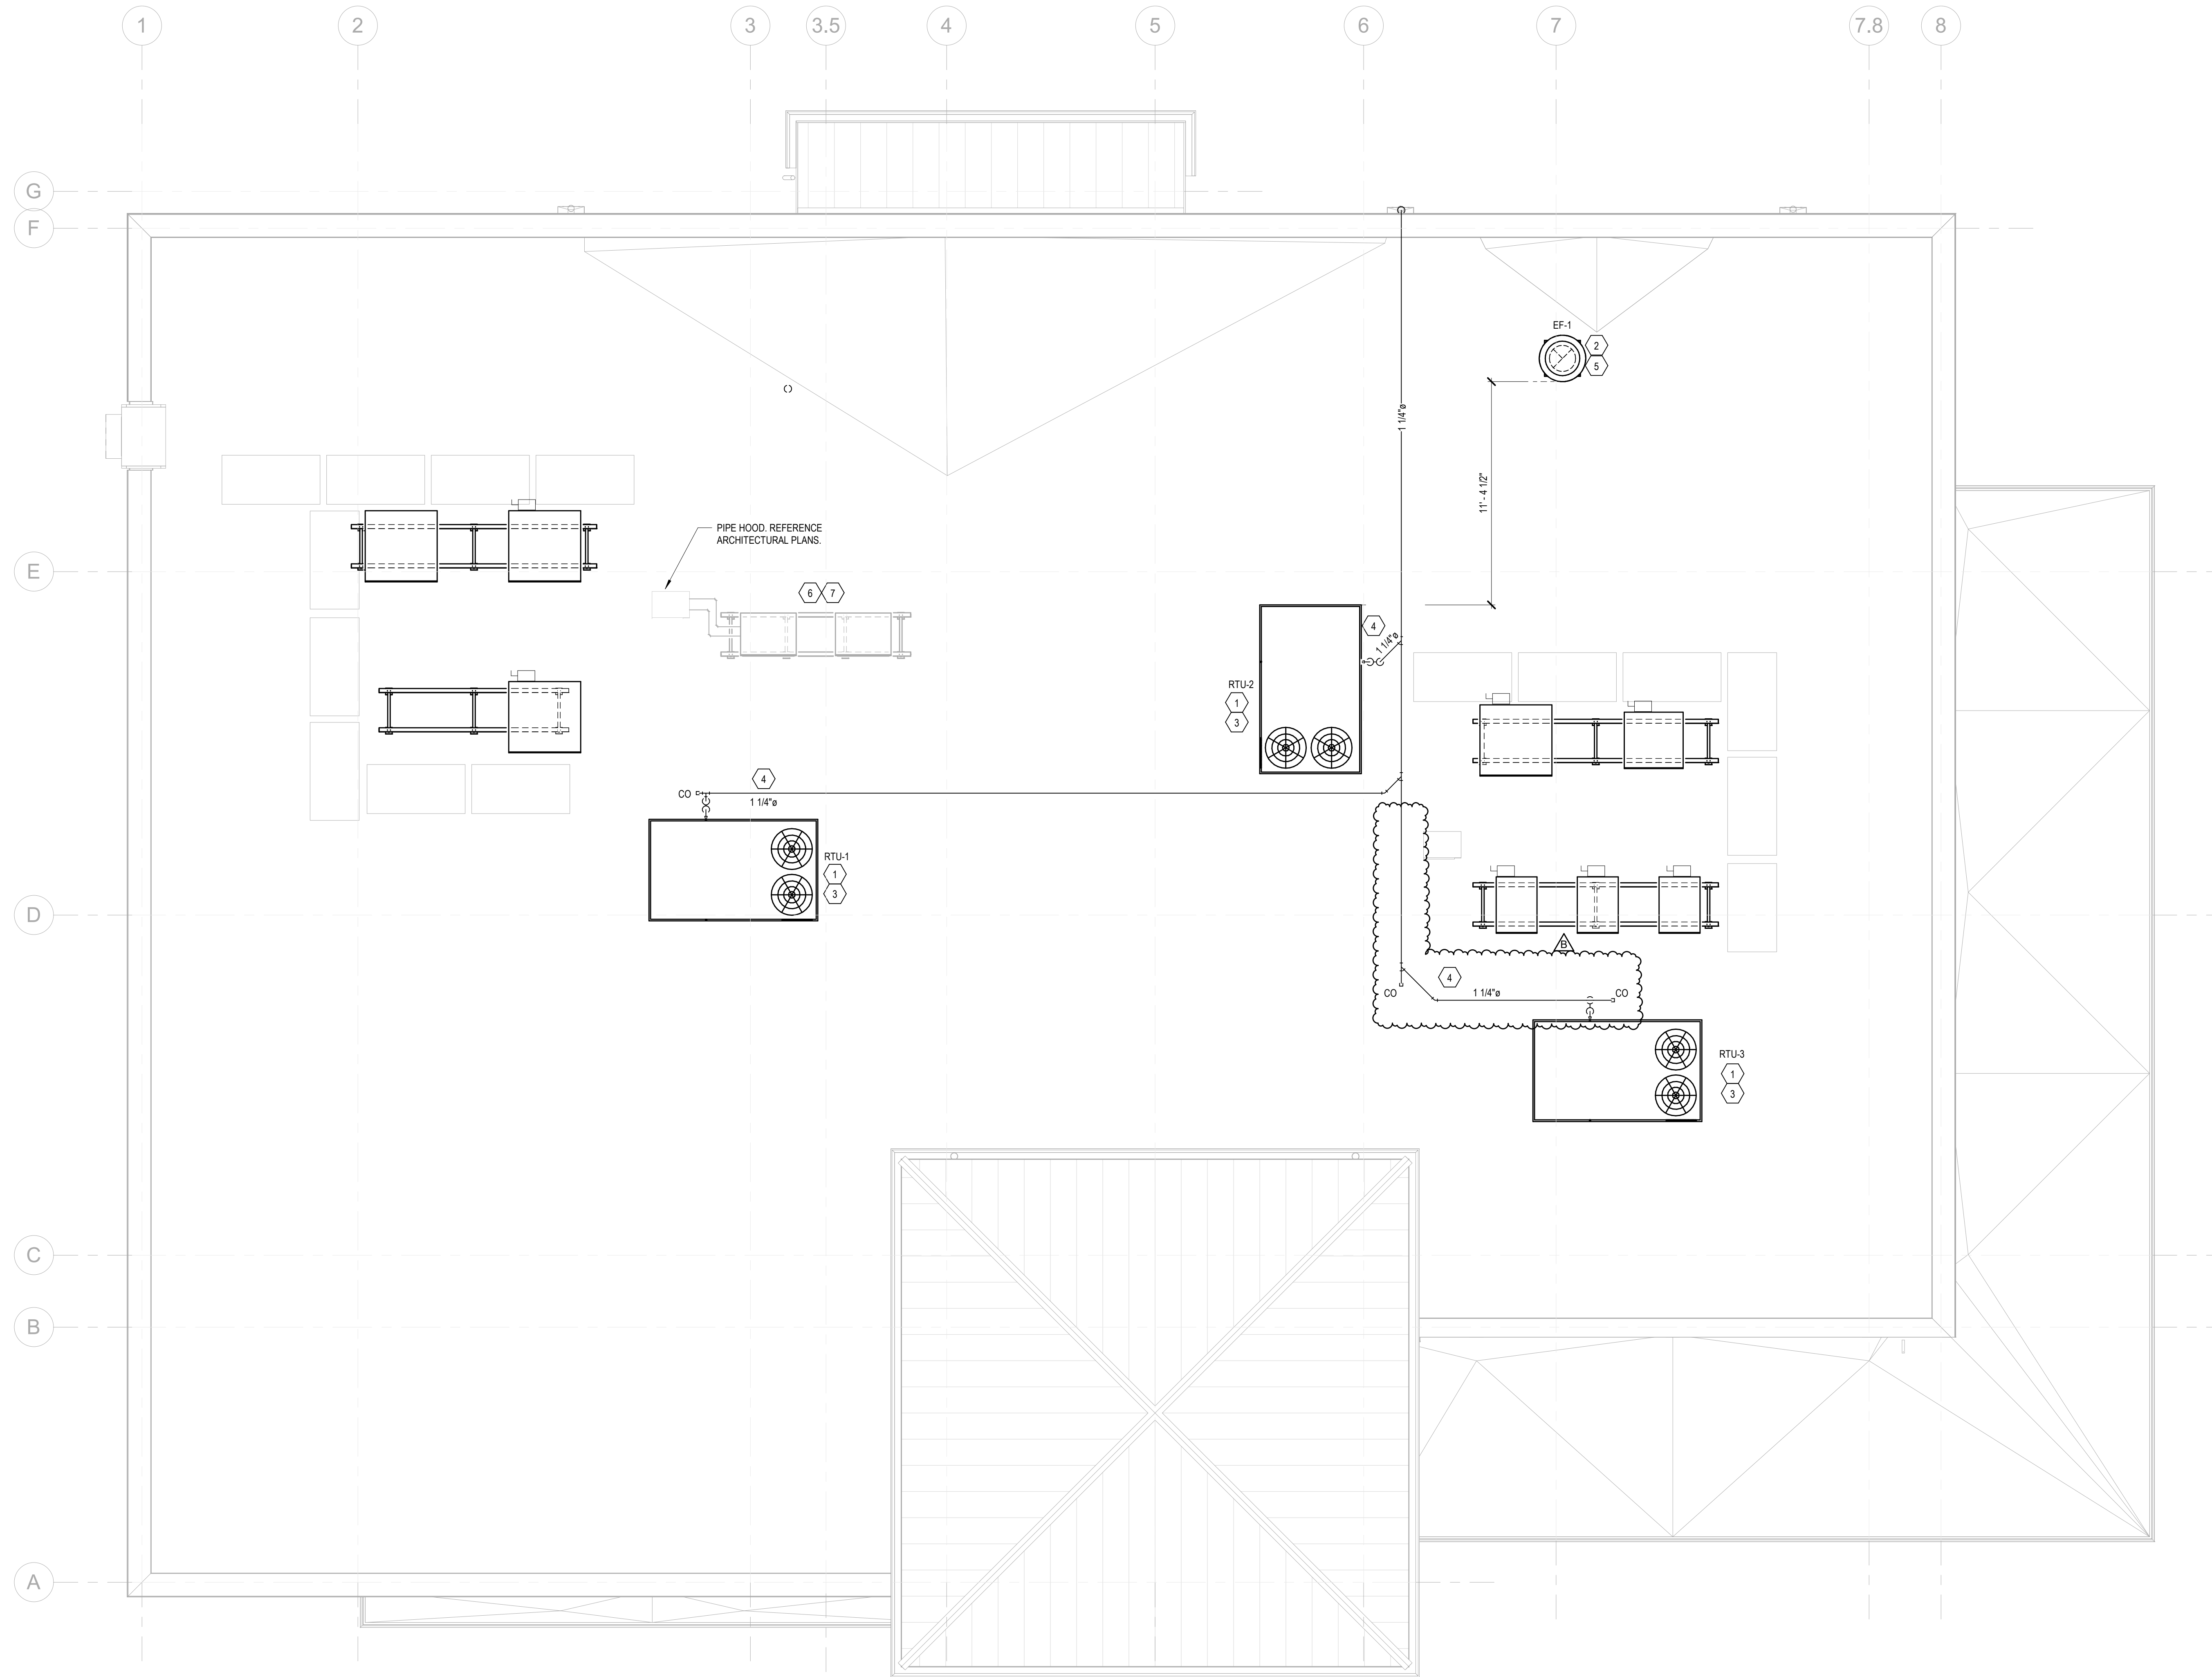 1 2 3 3.5 4 5 6 7 7.8 8
G
F
EF-1
2
5
1 1/4"ø
11' - 4 1/2"
PIPE HOOD. REFERENCE
ARCHITECTURAL PLANS.
E
6 7
4
1 1/4"ø
RTU-2
1
3
4
CO
1 1/4"ø
RTU-1
1
3
D
B
4
CO
1 1/4"ø
CO
RTU-3
1
3
C
B
A